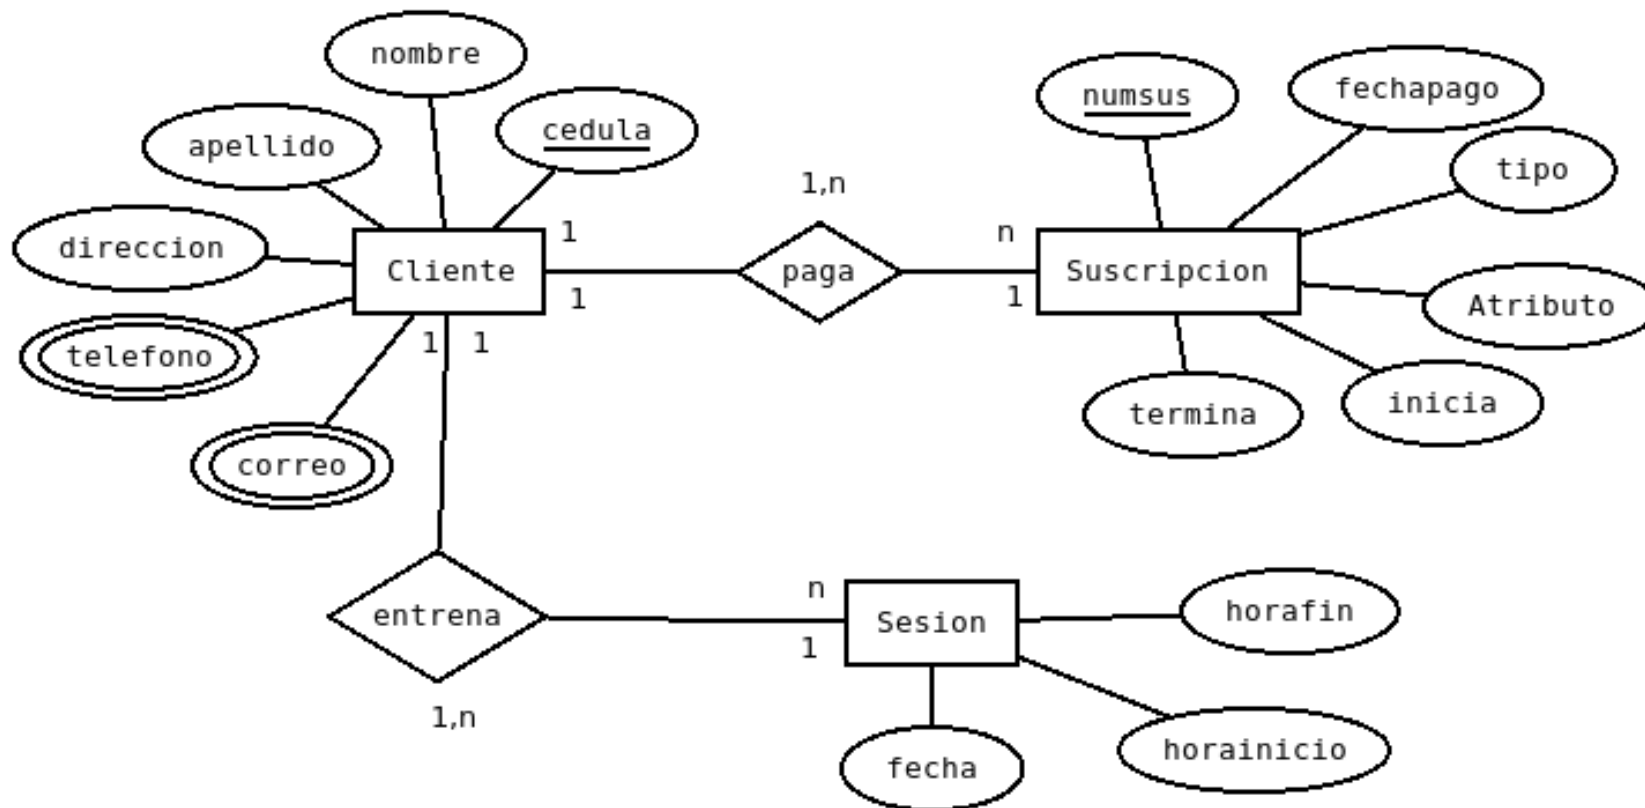 nombre
numsus
fechapago
cedula
apellido
tipo
1,n
direccion
1
n
Cliente
paga
Suscripcion
1
1
Atributo
telefono
1
1
inicia
termina
correo
n
horafin
entrena
Sesion
1
1,n
horainicio
fecha